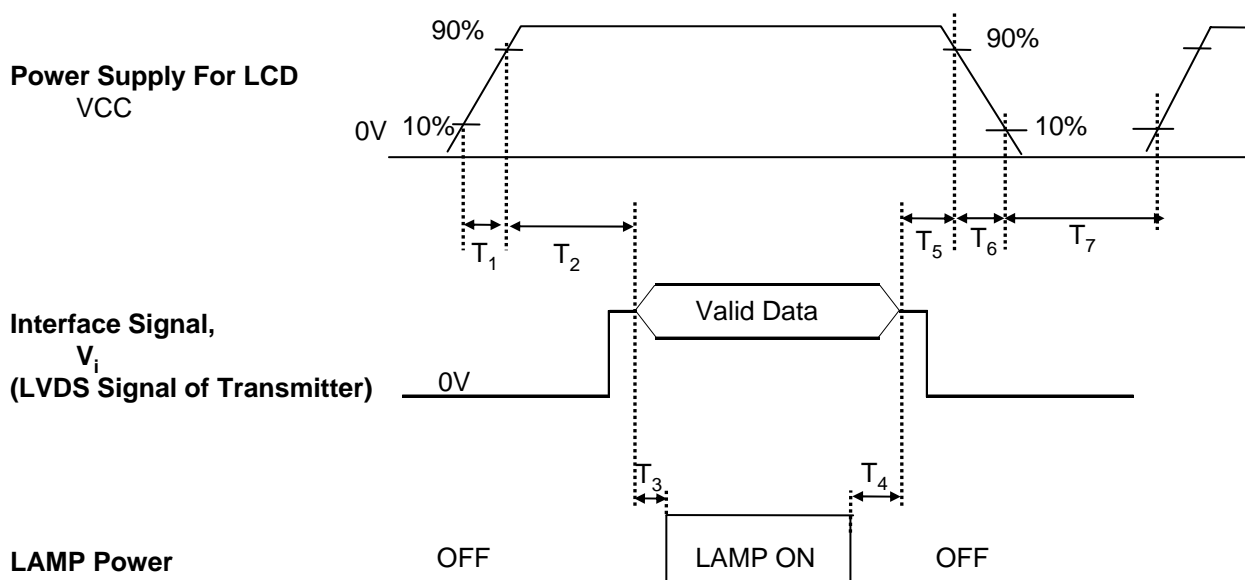 90%
90%
Power Supply For LCD
VCC
0V
10%
10%
T₁
T₂
T₅
T₆
T₇
Valid Data
Interface Signal,
Vᵢ
(LVDS Signal of Transmitter)
0V
T₃
T₄
LAMP Power
OFF
LAMP ON
OFF